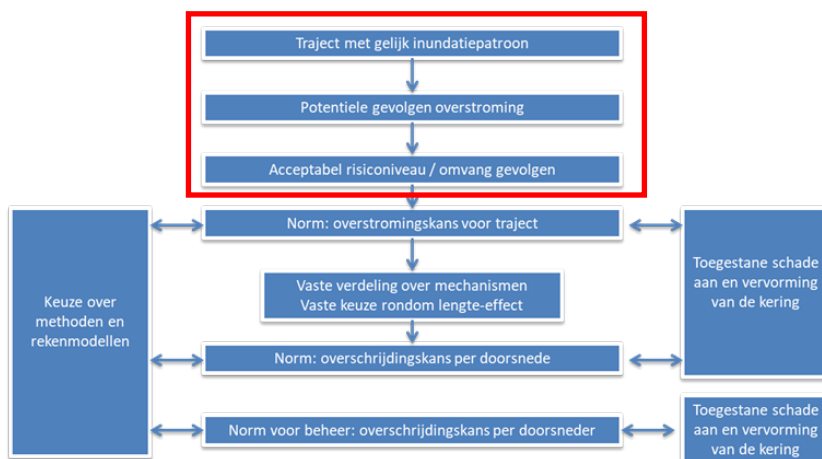 Traject met gelijk inundatiepatroon
Potentiele gevolgen overstroming
Acceptabel risiconiveau / omvang gevolgen
Norm: overstromingskans voor traject
Vaste verdeling over mechanismen
Vaste keuze rondom lengte-effect
Norm: overschrijdingskans per doorsnede
Norm voor beheer: overschrijdingskans per doorsneder
Keuze over
methoden en
rekenmodellen
Toegestane schade
aan en vervorming
van de kering
Toegestane schade
aan en vervorming
van de kering